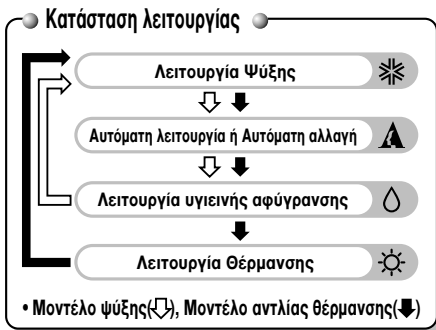 Κατάσταση λειτουργίας
Λειτουργία Ψύξης
Αυτόματη λειτουργία ή Αυτόματη αλλαγή
Λειτουργία υγιεινής αφύγρανσης
Λειτουργία Θέρμανσης
• Μοντέλο ψύξης(⇩), Μοντέλο αντλίας θέρμανσης(⬇)